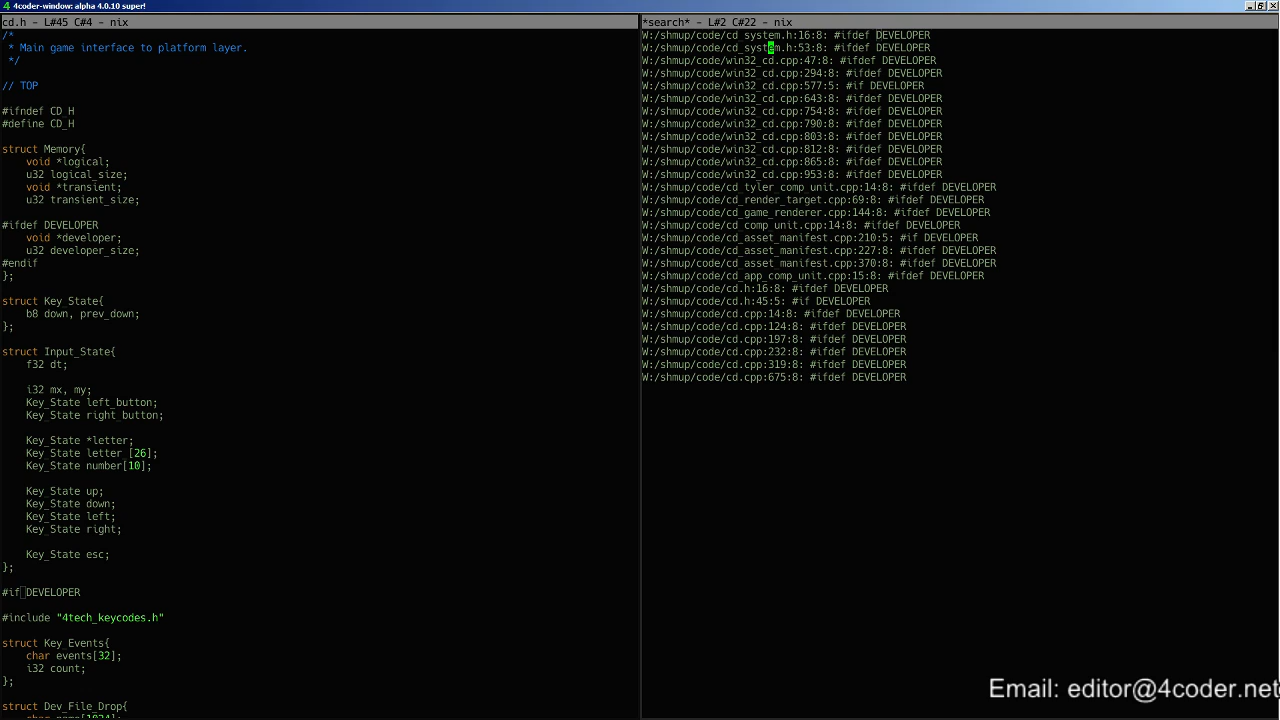 4coder-window: alpha 4.0.10 super!
cd.h - L#45 C#4 - nix
/*
 * Main game interface to platform layer.
 */
// TOP
#ifndef CD_H
#define CD_H
struct Memory{
    void *logical;
    u32 logical_size;
    void *transient;
    u32 transient_size;
#ifdef DEVELOPER
    void *developer;
    u32 developer_size;
#endif
};
struct Key_State{
    b8 down, prev_down;
};
struct Input_State{
    f32 dt;
    i32 mx, my;
    Key_State left_button;
    Key_State right_button;
    Key_State *letter;
    Key_State letter_[26];
    Key_State number[10];
    Key_State up;
    Key_State down;
    Key_State left;
    Key_State right;
    Key_State esc;
};
#if DEVELOPER
#include "4tech_keycodes.h"
struct Key_Events{
    char events[32];
    i32 count;
};
struct Dev_File_Drop{
    char name[1024];
*search* - L#2 C#22 - nix
W:/shmup/code/cd_system.h:16:8: #ifdef DEVELOPER
W:/shmup/code/cd_system.h:53:8: #ifdef DEVELOPER
W:/shmup/code/win32_cd.cpp:47:8: #ifdef DEVELOPER
W:/shmup/code/win32_cd.cpp:294:8: #ifdef DEVELOPER
W:/shmup/code/win32_cd.cpp:577:5: #if DEVELOPER
W:/shmup/code/win32_cd.cpp:643:8: #ifdef DEVELOPER
W:/shmup/code/win32_cd.cpp:754:8: #ifdef DEVELOPER
W:/shmup/code/win32_cd.cpp:790:8: #ifdef DEVELOPER
W:/shmup/code/win32_cd.cpp:803:8: #ifdef DEVELOPER
W:/shmup/code/win32_cd.cpp:812:8: #ifdef DEVELOPER
W:/shmup/code/win32_cd.cpp:865:8: #ifdef DEVELOPER
W:/shmup/code/win32_cd.cpp:953:8: #ifdef DEVELOPER
W:/shmup/code/cd_tyler_comp_unit.cpp:14:8: #ifdef DEVELOPER
W:/shmup/code/cd_render_target.cpp:69:8: #ifdef DEVELOPER
W:/shmup/code/cd_game_renderer.cpp:144:8: #ifdef DEVELOPER
W:/shmup/code/cd_comp_unit.cpp:14:8: #ifdef DEVELOPER
W:/shmup/code/cd_asset_manifest.cpp:210:5: #if DEVELOPER
W:/shmup/code/cd_asset_manifest.cpp:227:8: #ifdef DEVELOPER
W:/shmup/code/cd_asset_manifest.cpp:370:8: #ifdef DEVELOPER
W:/shmup/code/cd_app_comp_unit.cpp:15:8: #ifdef DEVELOPER
W:/shmup/code/cd.h:16:8: #ifdef DEVELOPER
W:/shmup/code/cd.h:45:5: #if DEVELOPER
W:/shmup/code/cd.cpp:14:8: #ifdef DEVELOPER
W:/shmup/code/cd.cpp:124:8: #ifdef DEVELOPER
W:/shmup/code/cd.cpp:197:8: #ifdef DEVELOPER
W:/shmup/code/cd.cpp:232:8: #ifdef DEVELOPER
W:/shmup/code/cd.cpp:319:8: #ifdef DEVELOPER
W:/shmup/code/cd.cpp:675:8: #ifdef DEVELOPER
Email: editor@4coder.net